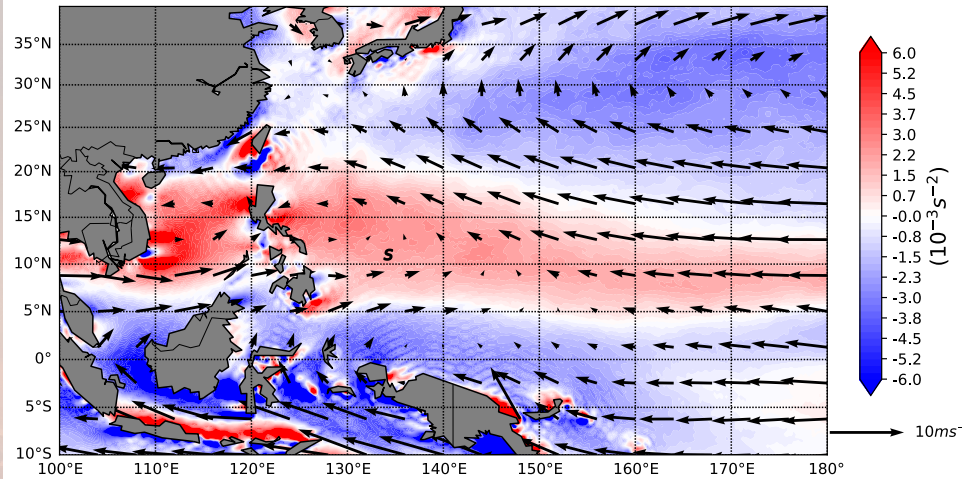 35°N
30°N
25°N
20°N
15°N
10°N
5°N
0°
5°S
10°S
100°E 110°E 120°E 130°E 140°E 150°E 160°E 170°E 180°
s
6.0
5.2
4.5
3.7
3.0
2.2
1.5
0.7
-0.0
-0.8
-1.5
-2.3
-3.0
-3.8
-4.5
-5.2
-6.0
(10⁻³s⁻²)
10ms⁻